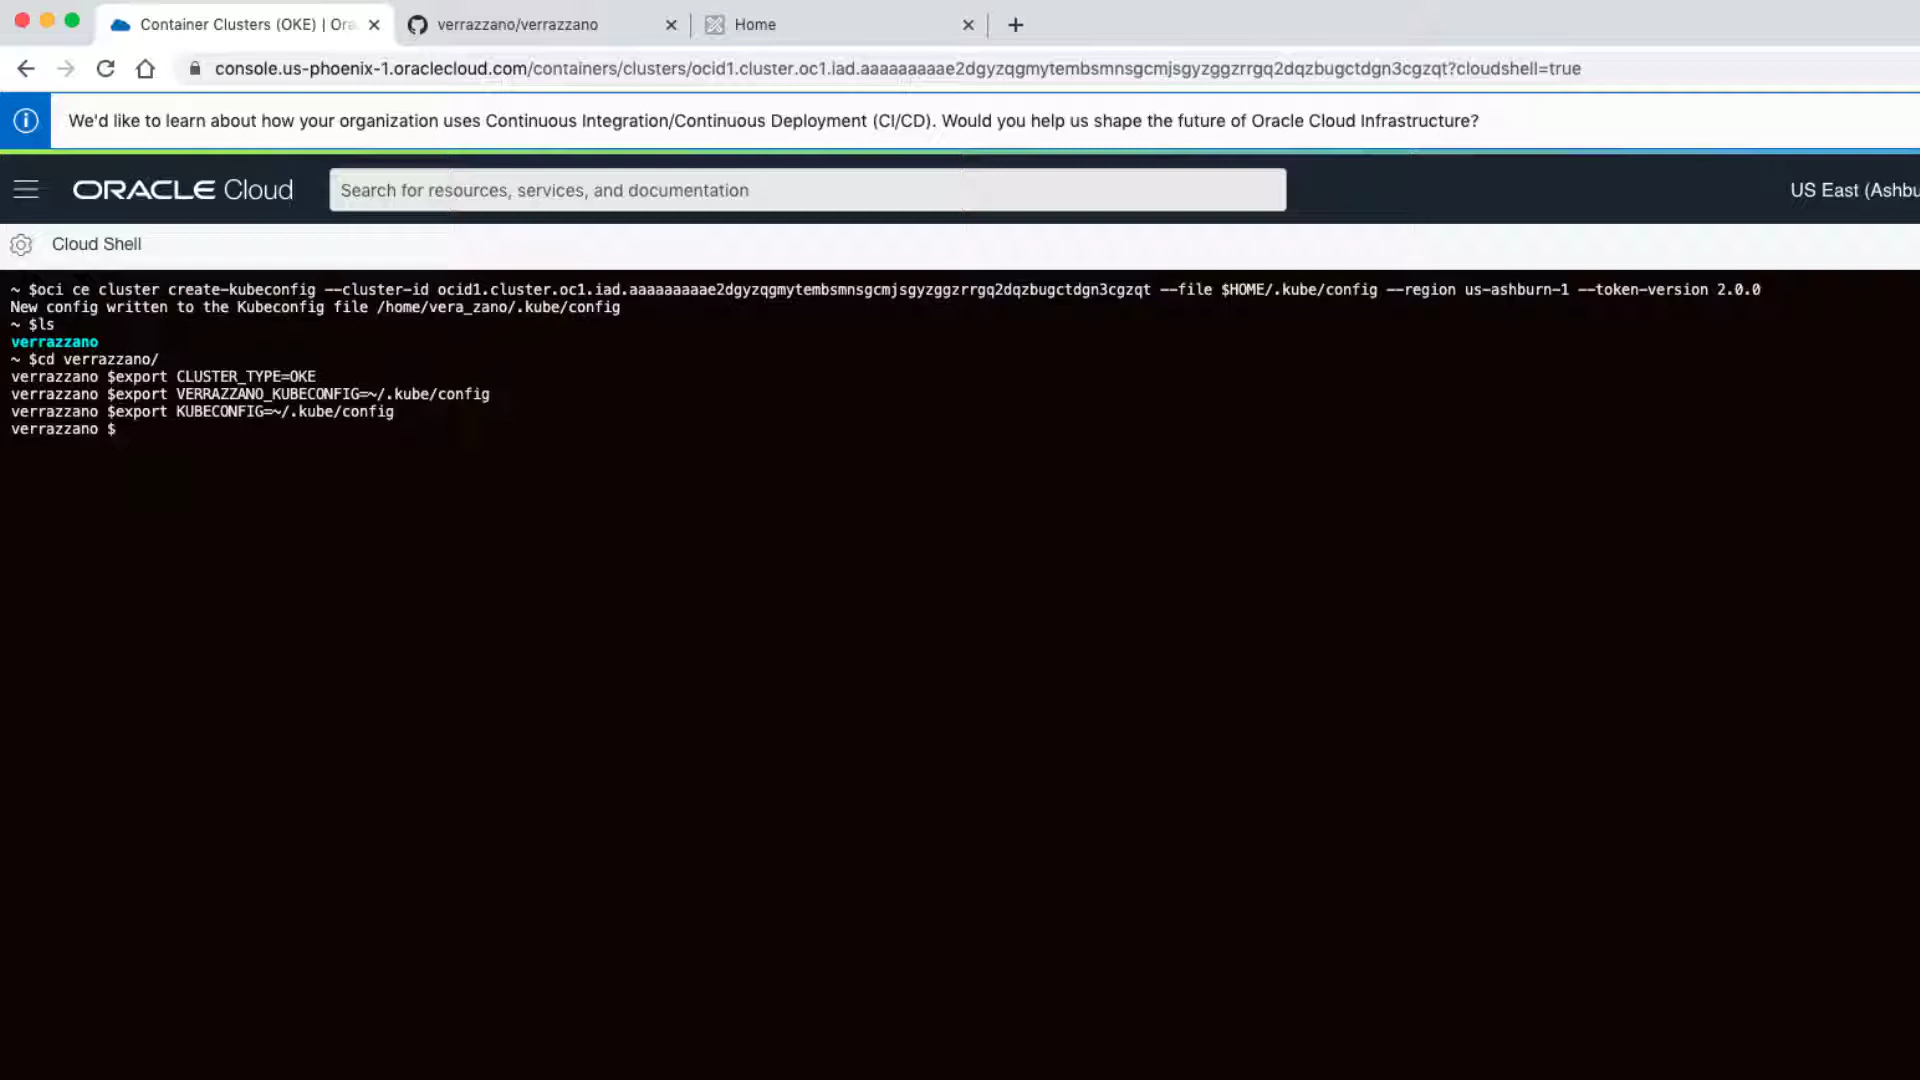 Container Clusters (OKE) | Ora
verrazzano/verrazzano
Home
console.us-phoenix-1.oraclecloud.com/containers/clusters/ocid1.cluster.oc1.iad.aaaaaaaaae2dgyzqgmytembsmnsgcmjsgyzggzrrgq2dqzbugctdgn3cgzqt?cloudshell=true
We'd like to learn about how your organization uses Continuous Integration/Continuous Deployment (CI/CD). Would you help us shape the future of Oracle Cloud Infrastructure?
ORACLE Cloud
Search for resources, services, and documentation
US East (Ashbu
Cloud Shell
~ $oci ce cluster create-kubeconfig --cluster-id ocid1.cluster.oc1.iad.aaaaaaaaae2dgyzqgmytembsmnsgcmjsgyzggzrrgq2dqzbugctdgn3cgzqt --file $HOME/.kube/config --region us-ashburn-1 --token-version 2.0.0
New config written to the Kubeconfig file /home/vera_zano/.kube/config
~ $ls
verrazzano
~ $cd verrazzano/
verrazzano $export CLUSTER_TYPE=OKE
verrazzano $export VERRAZZANO_KUBECONFIG=~/.kube/config
verrazzano $export KUBECONFIG=~/.kube/config
verrazzano $